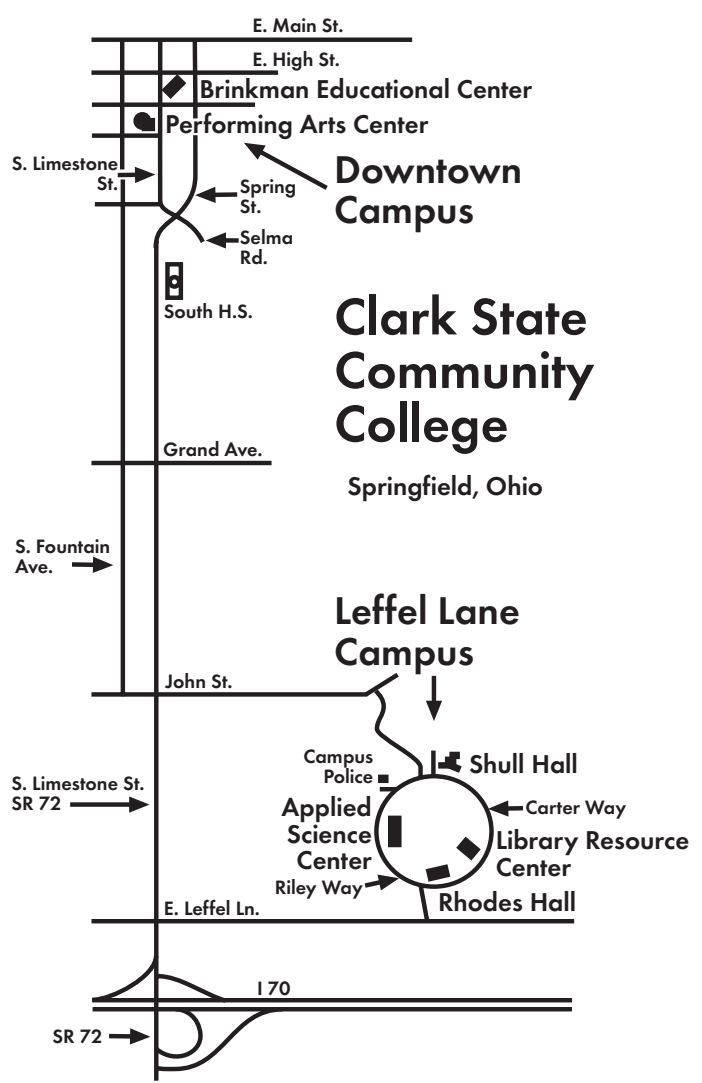 E. Main St.
E. High St.
Brinkman Educational Center
Performing Arts Center
S. Limestone
St.
Downtown
Campus
Spring
St.
Selma
Rd.
South H.S.
Clark State
Community
College
Springfield, Ohio
Grand Ave.
S. Fountain
Ave.
Leffel Lane
Campus
John St.
Campus
Police
Shull Hall
S. Limestone St.
SR 72
Applied
Science
Center
Carter Way
Library Resource
Center
Riley Way
Rhodes Hall
E. Leffel Ln.
I 70
SR 72